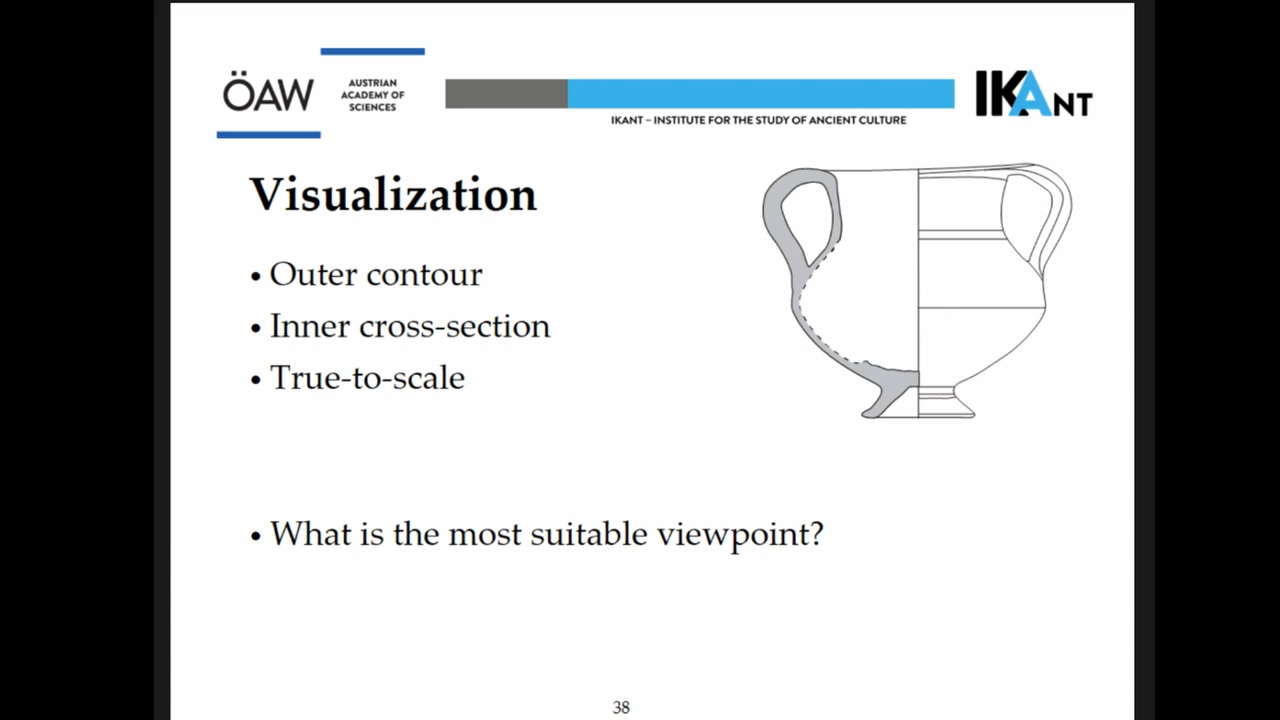 ÖAW
AUSTRIAN
ACADEMY OF
SCIENCES
IKANT – INSTITUTE FOR THE STUDY OF ANCIENT CULTURE
IKANT
Visualization
• Outer contour
• Inner cross-section
• True-to-scale
• What is the most suitable viewpoint?
38